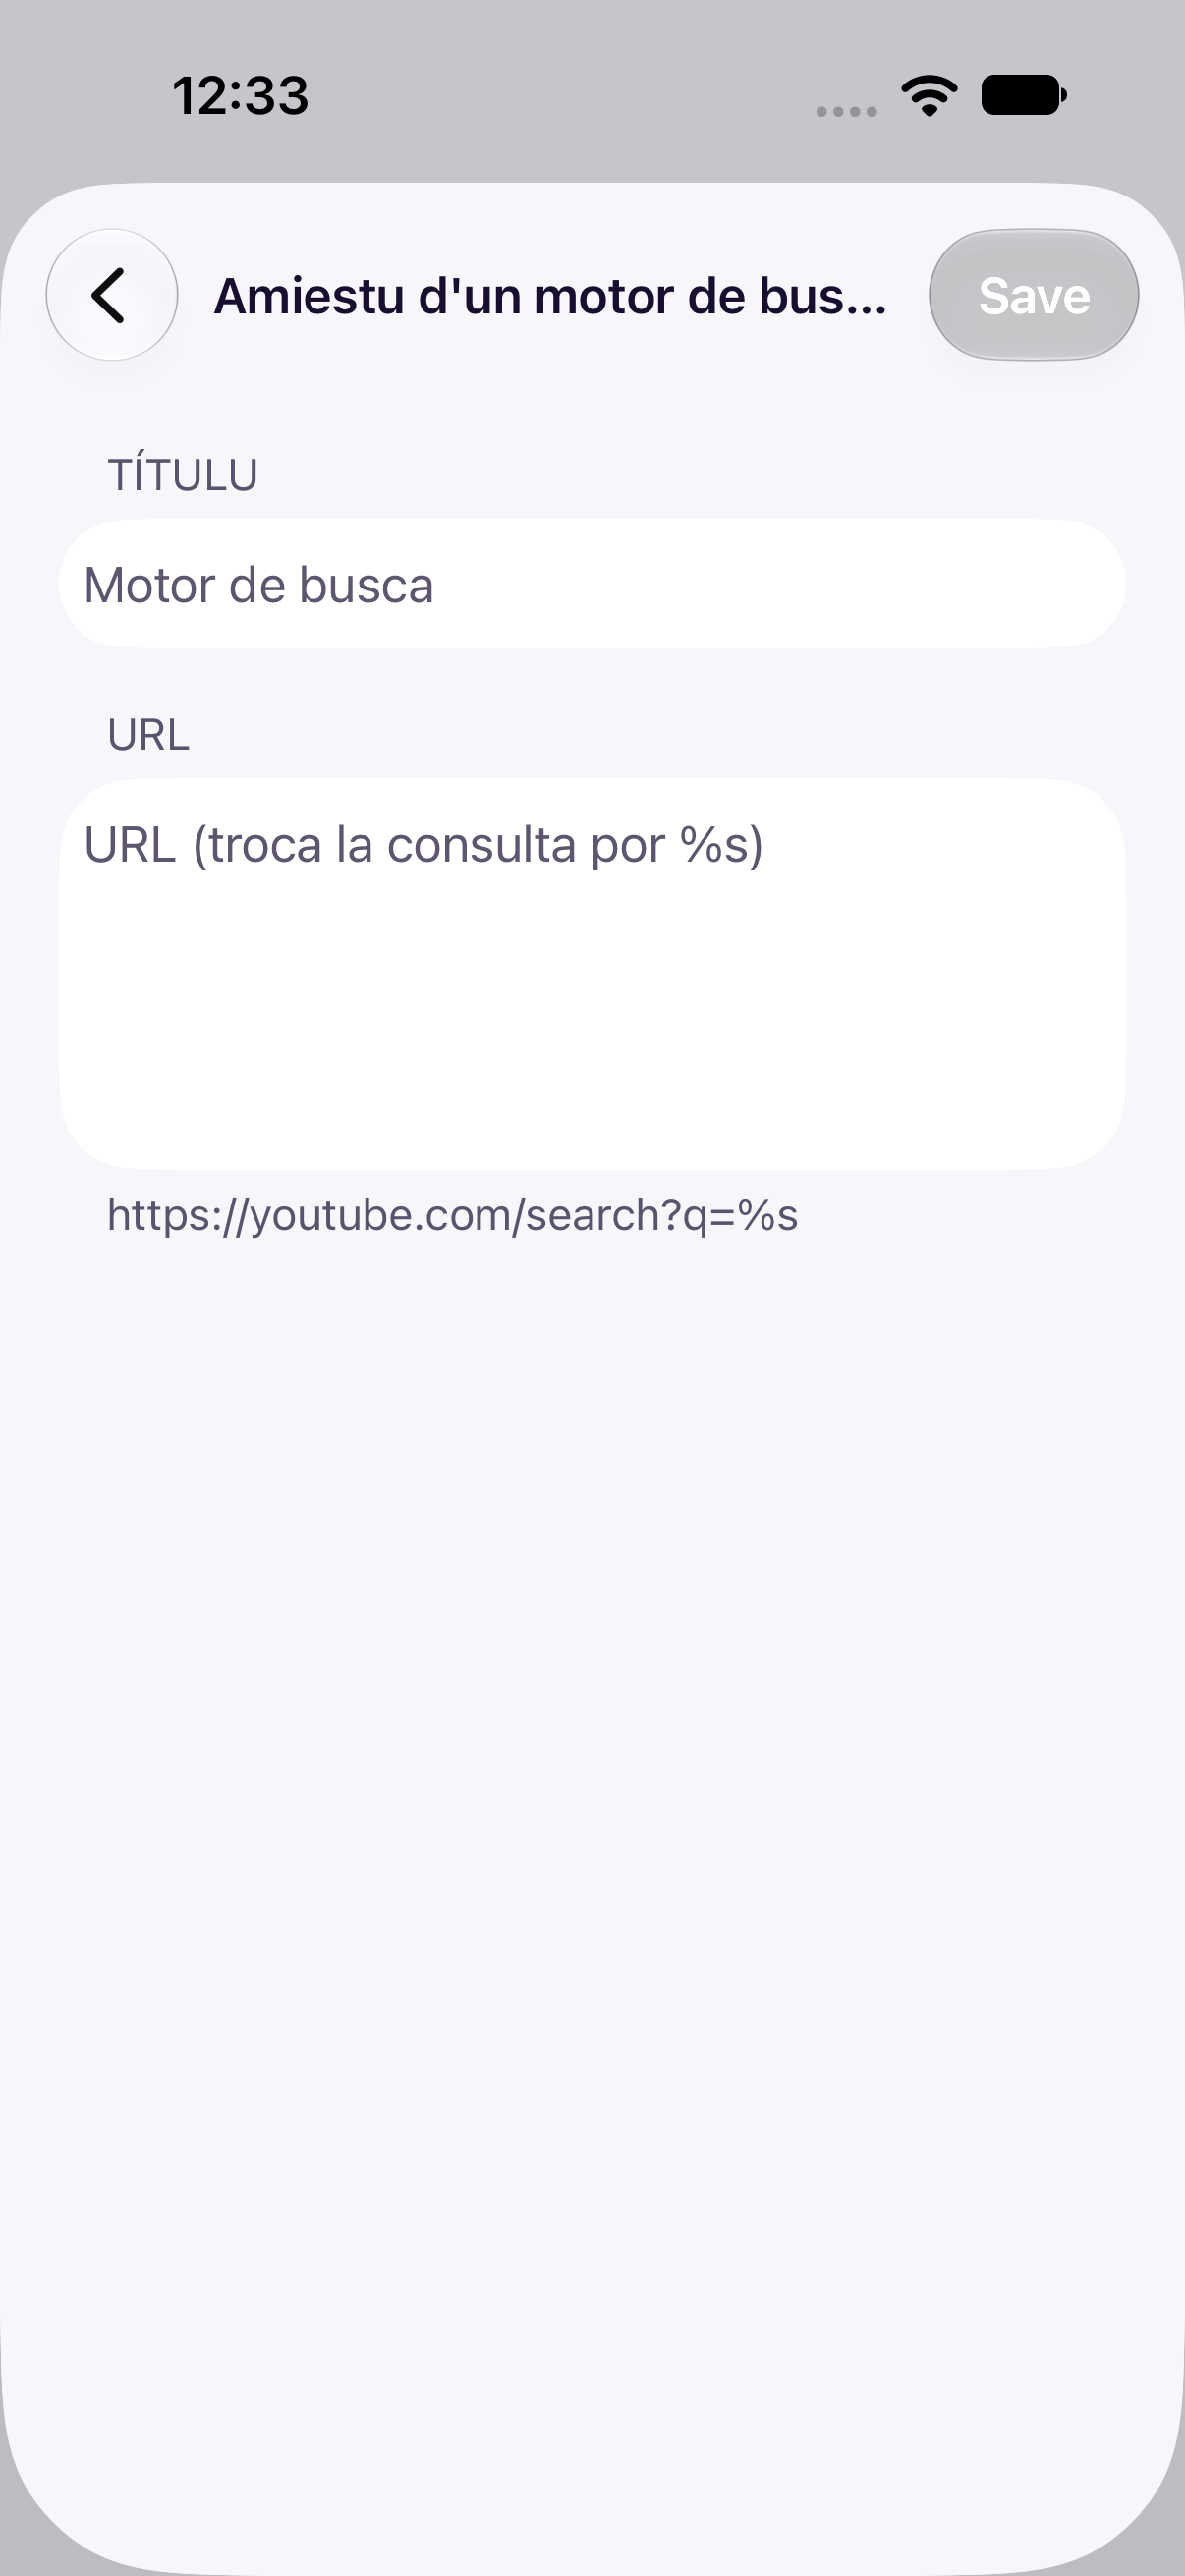 12:33
Amiestu d'un motor de bus...
Save
TÍTULU
Motor de busca
URL
URL (troca la consulta por %s)
https://youtube.com/search?q=%s